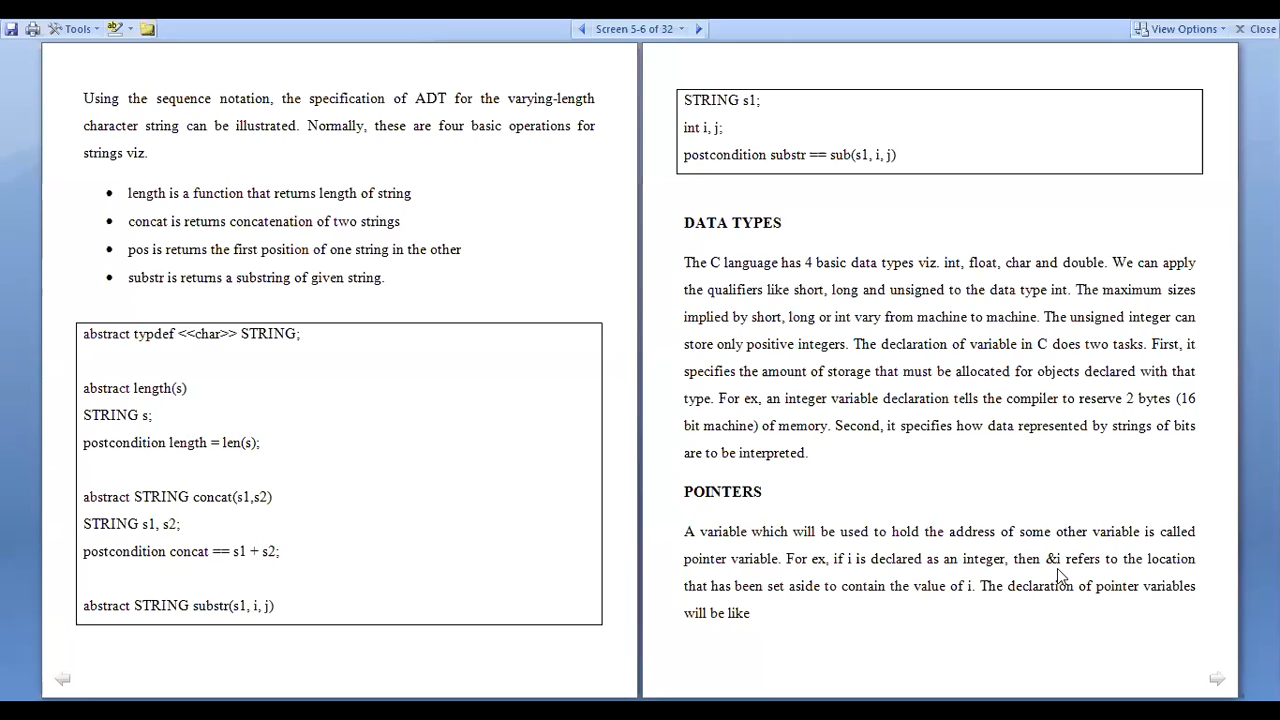 Tools
Screen 5-6 of 32
View Options
Close
Using the sequence notation, the specification of ADT for the varying-length
character string can be illustrated. Normally, these are four basic operations for
strings viz.
• length is a function that returns length of string
• concat is returns concatenation of two strings
• pos is returns the first position of one string in the other
• substr is returns a substring of given string.
abstract typdef <<char>> STRING;
abstract length(s)
STRING s;
postcondition length = len(s);
abstract STRING concat(s1,s2)
STRING s1, s2;
postcondition concat == s1 + s2;
abstract STRING substr(s1, i, j)
STRING s1;
int i, j;
postcondition substr == sub(s1, i, j)
DATA TYPES
The C language has 4 basic data types viz. int, float, char and double. We can apply
the qualifiers like short, long and unsigned to the data type int. The maximum sizes
implied by short, long or int vary from machine to machine. The unsigned integer can
store only positive integers. The declaration of variable in C does two tasks. First, it
specifies the amount of storage that must be allocated for objects declared with that
type. For ex, an integer variable declaration tells the compiler to reserve 2 bytes (16
bit machine) of memory. Second, it specifies how data represented by strings of bits
are to be interpreted.
POINTERS
A variable which will be used to hold the address of some other variable is called
pointer variable. For ex, if i is declared as an integer, then &i refers to the location
that has been set aside to contain the value of i. The declaration of pointer variables
will be like